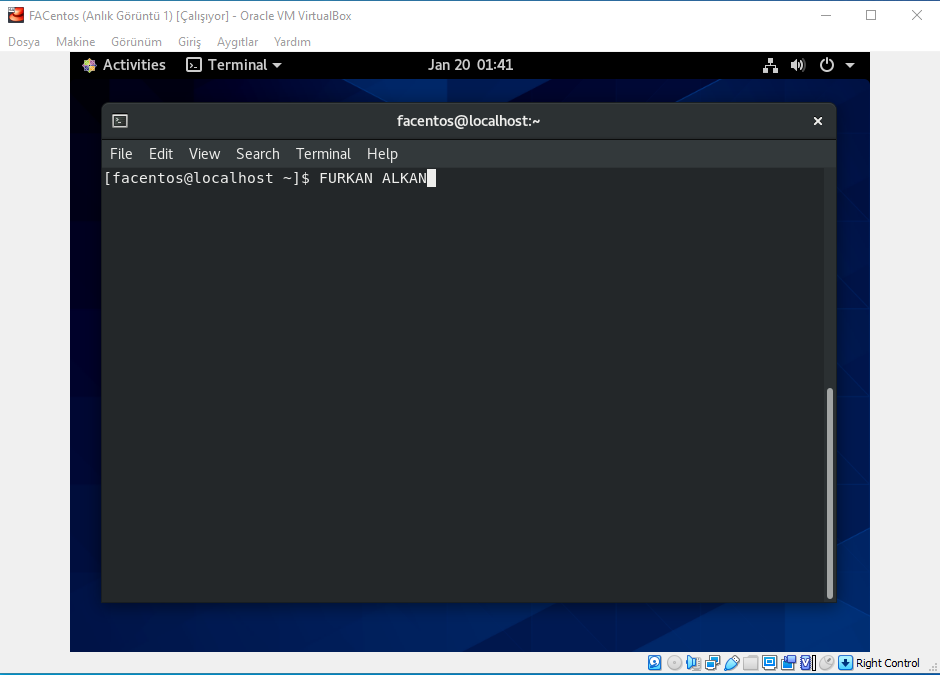 FACentos (Anlık Görüntü 1) [Çalışıyor] - Oracle VM VirtualBox
Dosya Makine Görünüm Giriş Aygıtlar Yardım
Activities Terminal Jan 20 01:41
facentos@localhost:~
File Edit View Search Terminal Help
[facentos@localhost ~]$ FURKAN ALKAN
Right Control